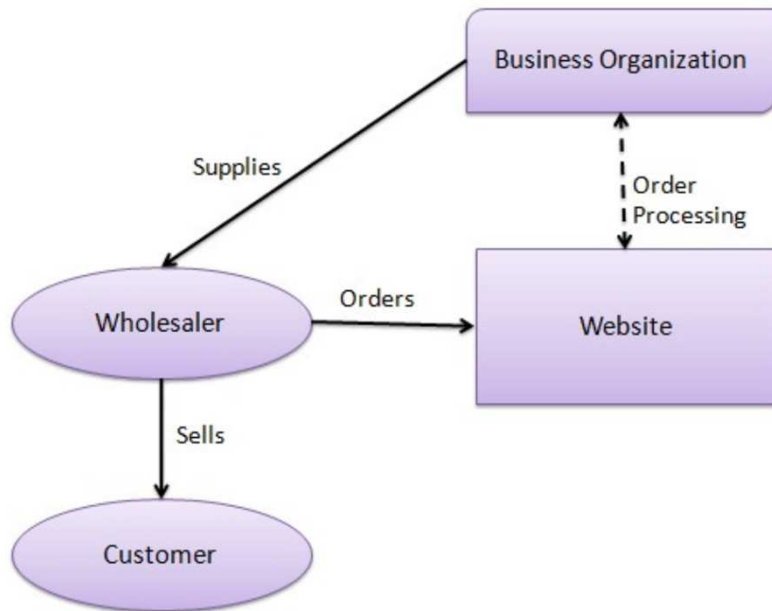 Business Organization
Supplies
Order
Processing
Wholesaler
Orders
Website
Sells
Customer